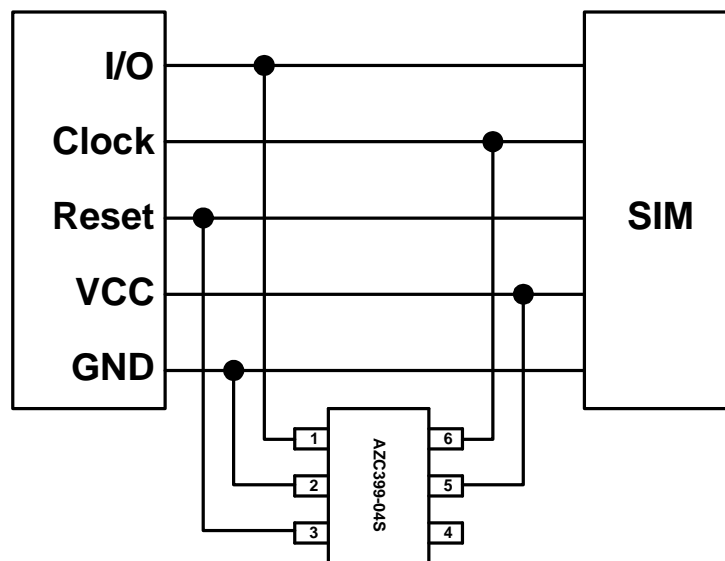 I/O
Clock
Reset
VCC
GND
SIM
1
2
3
AZC399-04S
6
5
4